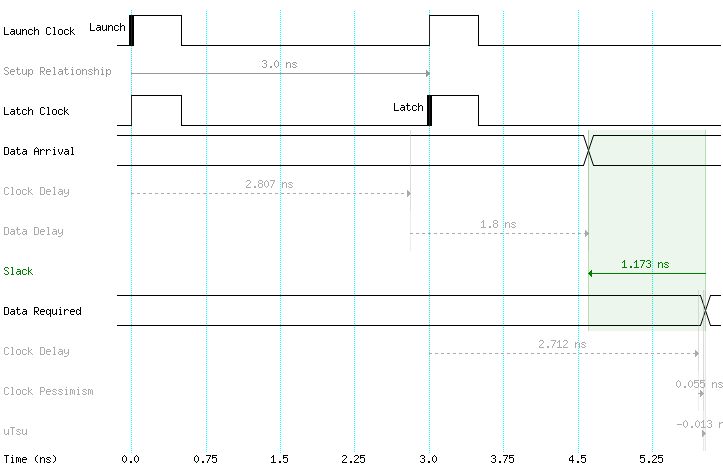 Launch Clock Launch
Setup Relationship 3.0 ns
Latch Clock Latch
Data Arrival
Clock Delay 2.807 ns
Data Delay 1.8 ns
Slack 1.173 ns
Data Required
Clock Delay 2.712 ns
Clock Pessimism 0.055 ns
uTsu -0.013 r
Time (ns) 0.0 0.75 1.5 2.25 3.0 3.75 4.5 5.25